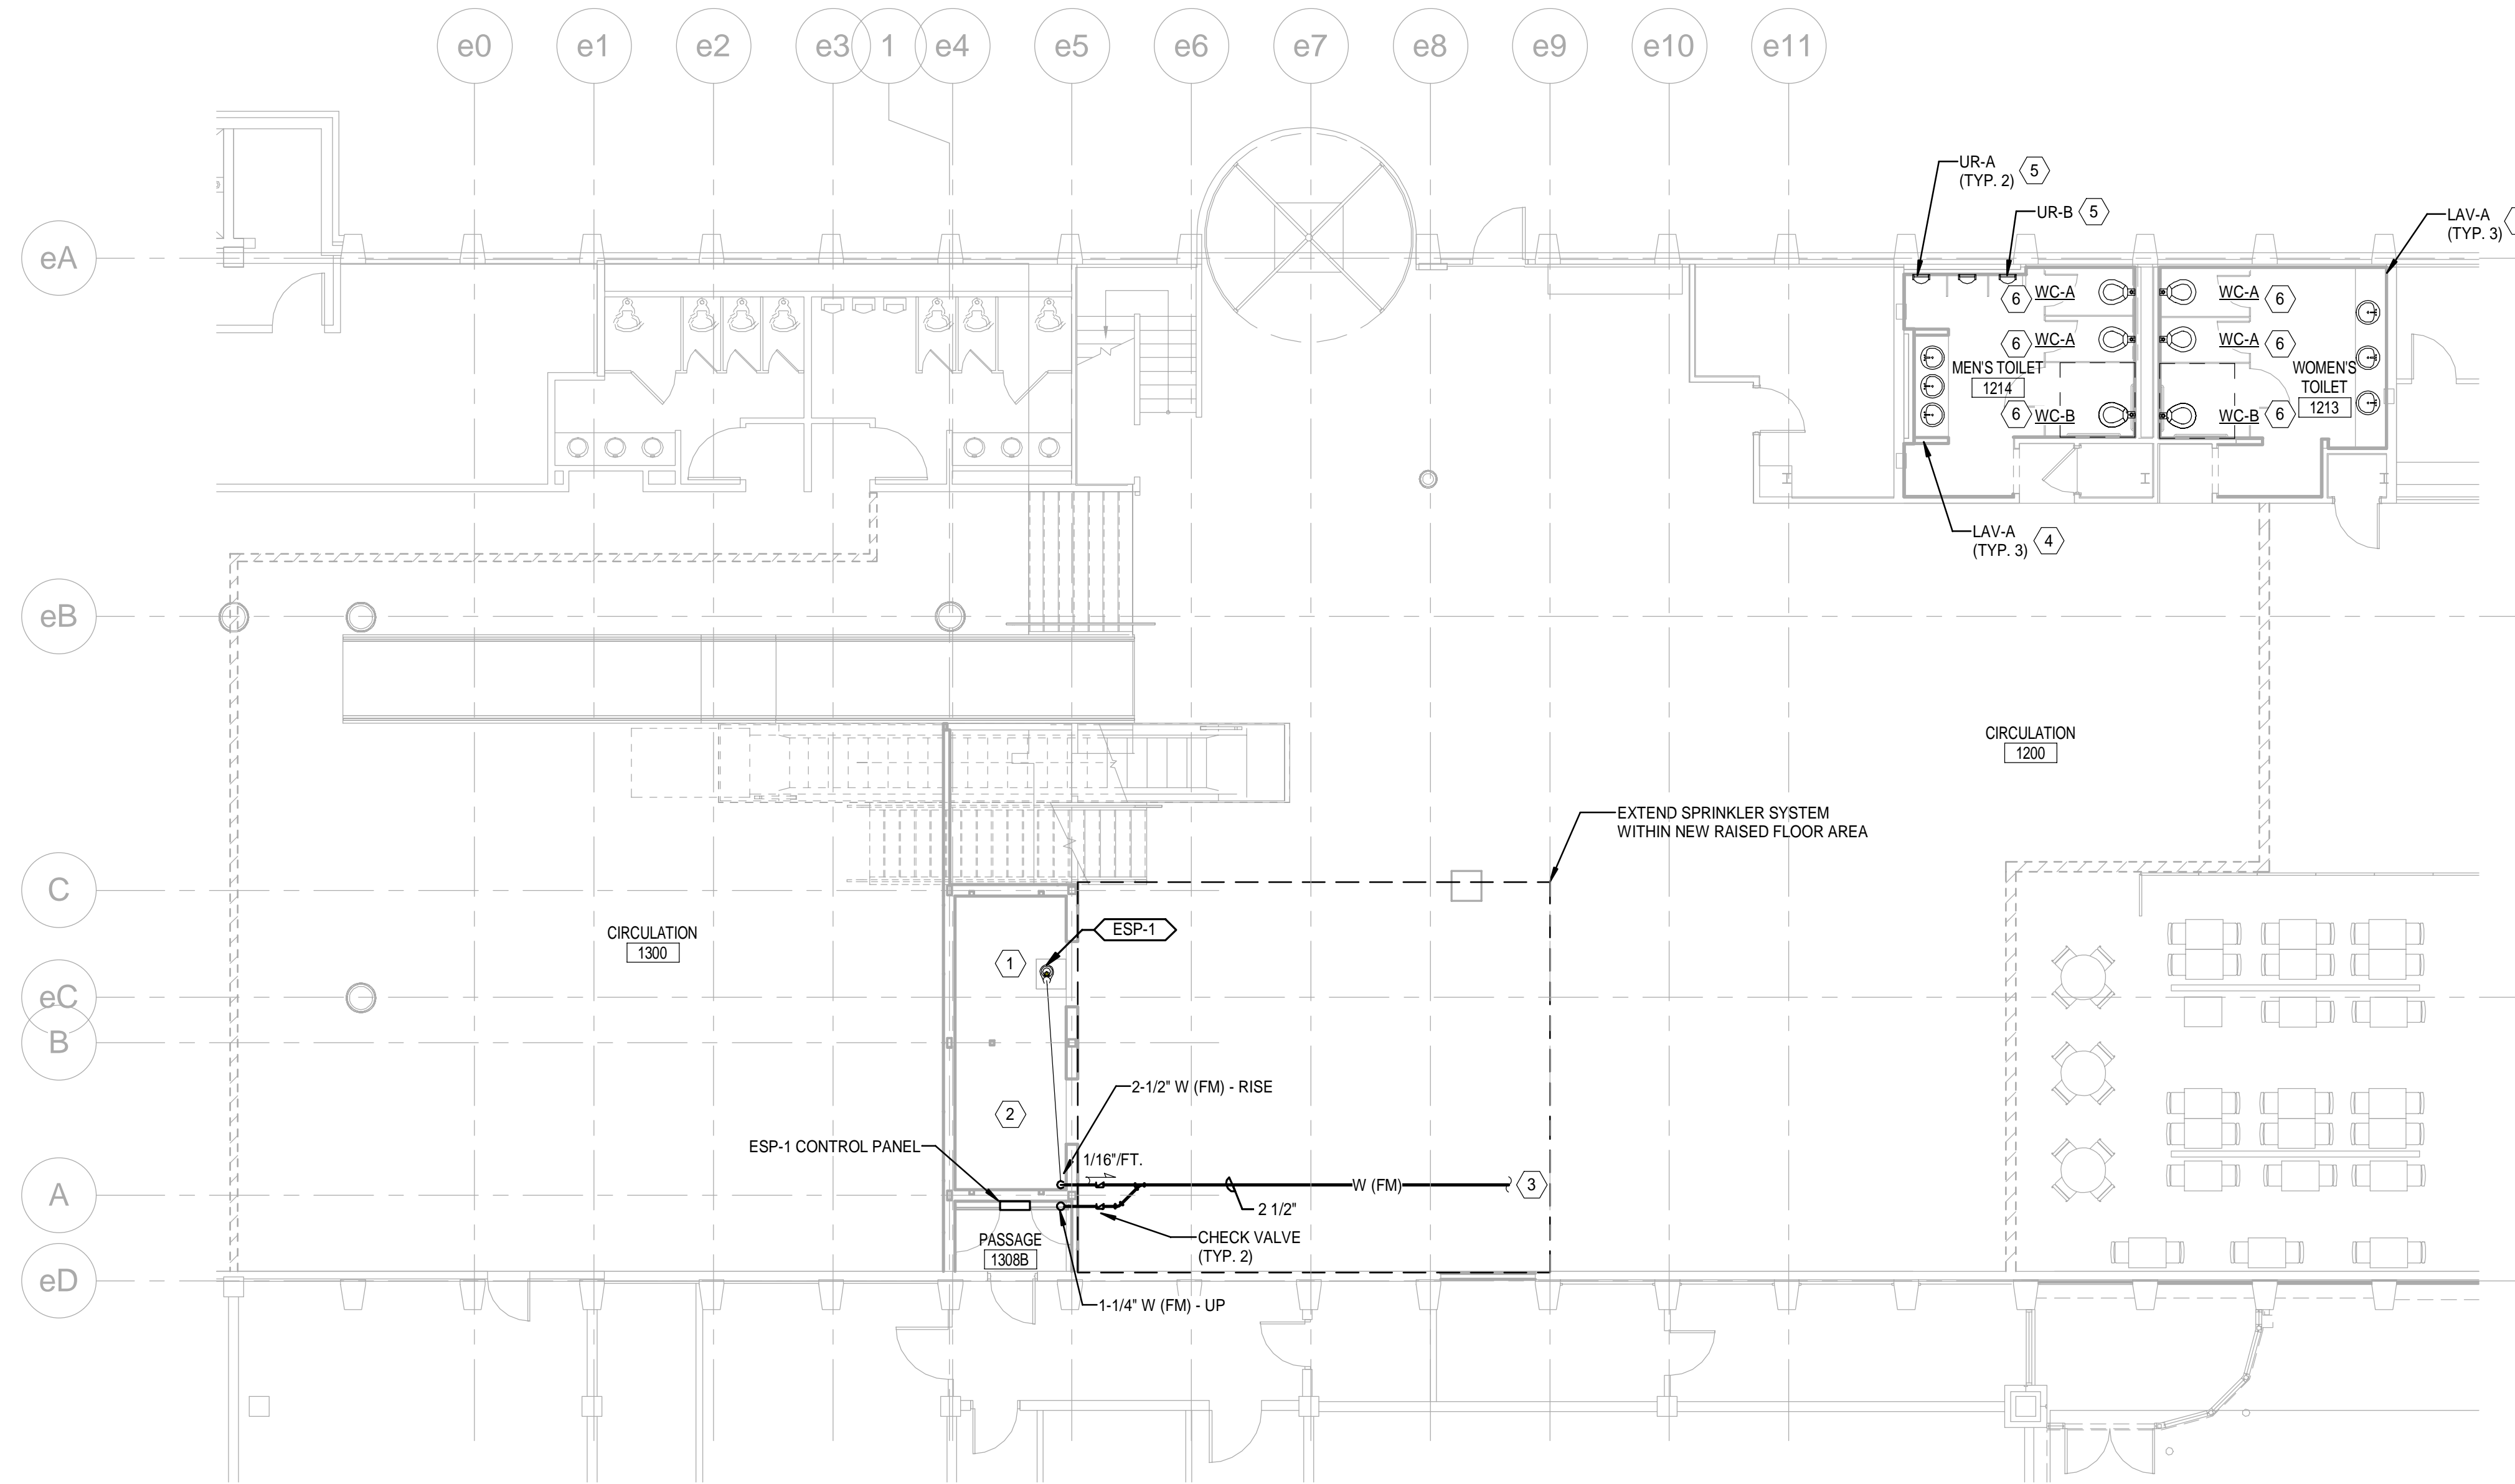 e0
e1
e2
e3
1
e4
e5
e6
e7
e8
e9
e10
e11
UR-A
(TYP. 2)
5
UR-B
5
LAV-A
(TYP. 3)
eA
6
WC-A
WC-A
6
6
WC-A
WC-A
6
MEN'S TOILET
1214
WOMEN'S
TOILET
1213
6
WC-B
WC-B
6
LAV-A
(TYP. 3)
4
eB
CIRCULATION
1200
EXTEND SPRINKLER SYSTEM
WITHIN NEW RAISED FLOOR AREA
C
CIRCULATION
1300
ESP-1
1
eC
B
2-1/2" W (FM) - RISE
2
ESP-1 CONTROL PANEL
1/16"/FT.
W (FM)
3
A
2 1/2"
CHECK VALVE
(TYP. 2)
PASSAGE
1308B
eD
1-1/4" W (FM) - UP